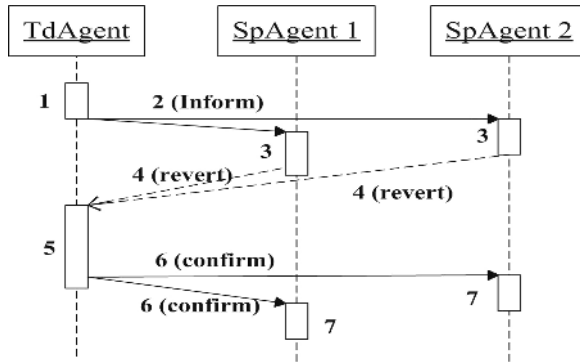 TdAgent
SpAgent 1
SpAgent 2
1
2 (Inform)
3
3
4 (revert)
4 (revert)
5
6 (confirm)
6 (confirm)
7
7